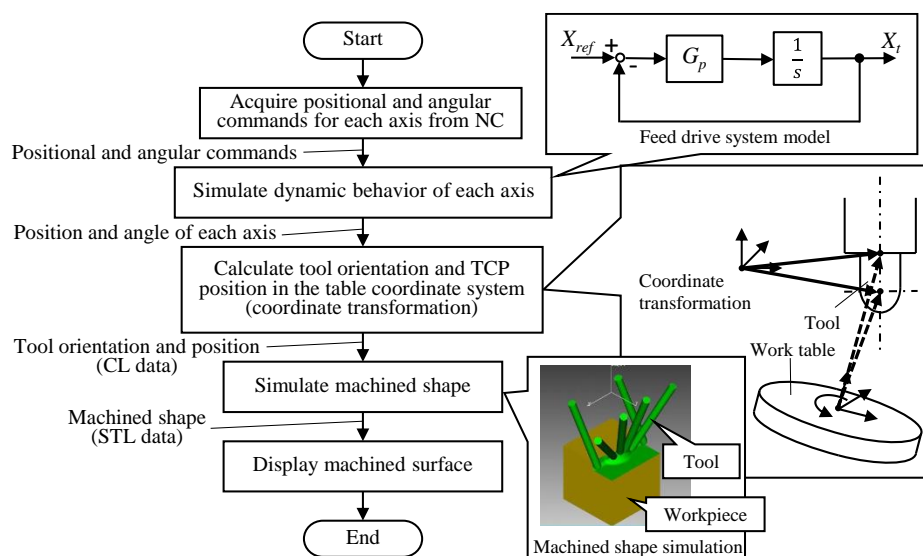 Start
Acquire positional and angular
commands for each axis from NC
Positional and angular commands
Simulate dynamic behavior of each axis
Position and angle of each axis
Calculate tool orientation and TCP
position in the table coordinate system
(coordinate transformation)
Tool orientation and position
(CL data)
Simulate machined shape
Machined shape
(STL data)
Display machined surface
End
X_ref
+
-
G_p
1
s
X_t
Feed drive system model
Coordinate
transformation
Tool
Work table
Tool
Workpiece
Machined shape simulation